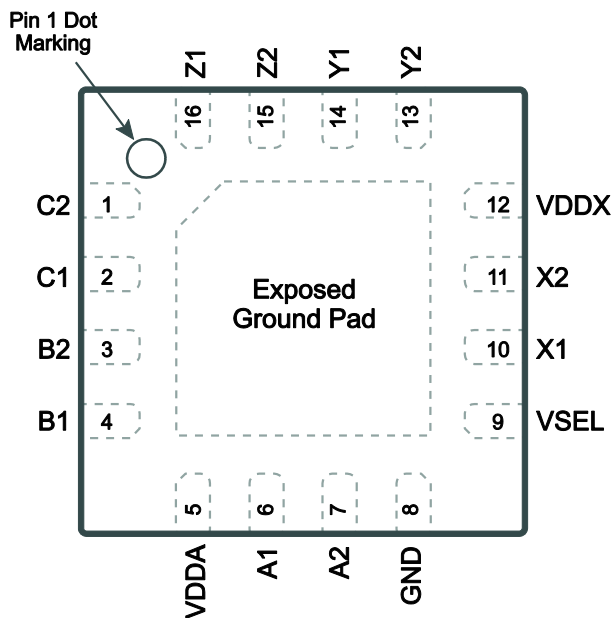 Pin 1 Dot
Marking
Z1
Z2
Y1
Y2
16
15
14
13
C2
1
12
VDDX
C1
2
11
X2
Exposed
Ground Pad
B2
3
10
X1
B1
4
9
VSEL
5
6
7
8
VDDA
A1
A2
GND